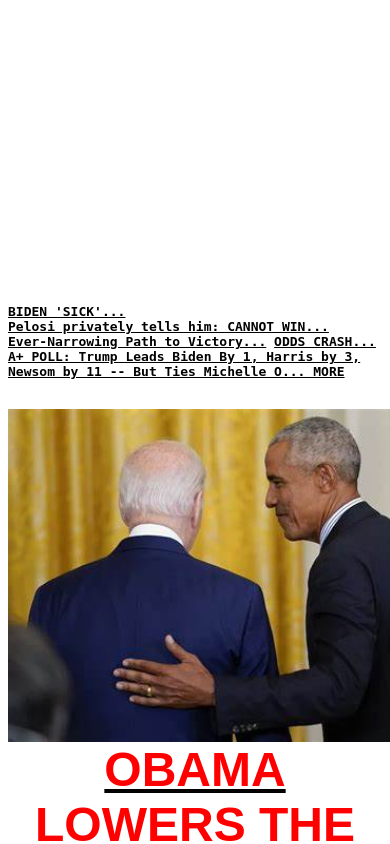 BIDEN 'SICK'...
Pelosi privately tells him: CANNOT WIN...
Ever-Narrowing Path to Victory... ODDS CRASH...
A+ POLL: Trump Leads Biden By 1, Harris by 3,
Newsom by 11 -- But Ties Michelle O... MORE
OBAMA
LOWERS THE